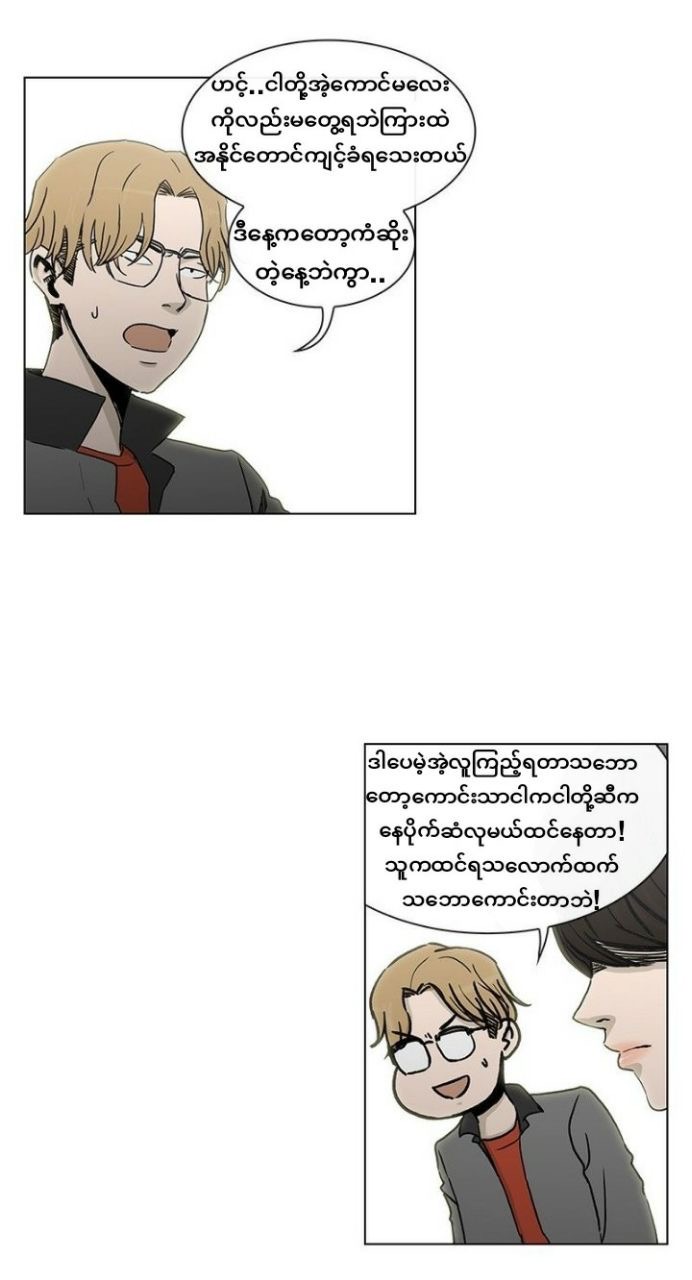 ဟင့်..ငါတို့အဲ့ကောင်မလေး
ကိုလည်းမတွေ့ရဘဲကြားထဲ
အနိုင်တောင်ကျင့်ခံရသေးတယ်
ဒီနေ့ကတော့ကံဆိုး
တဲ့နေ့ဘဲကွာ..
ဒါပေမဲ့အဲ့လူကြည့်ရတာသဘော
တော့ကောင်းသာငါကငါတို့ဆီက
နေပိုက်ဆံလုမယ်ထင်နေတာ!
သူကထင်ရသလောက်ထက်
သဘောကောင်းတာဘဲ!